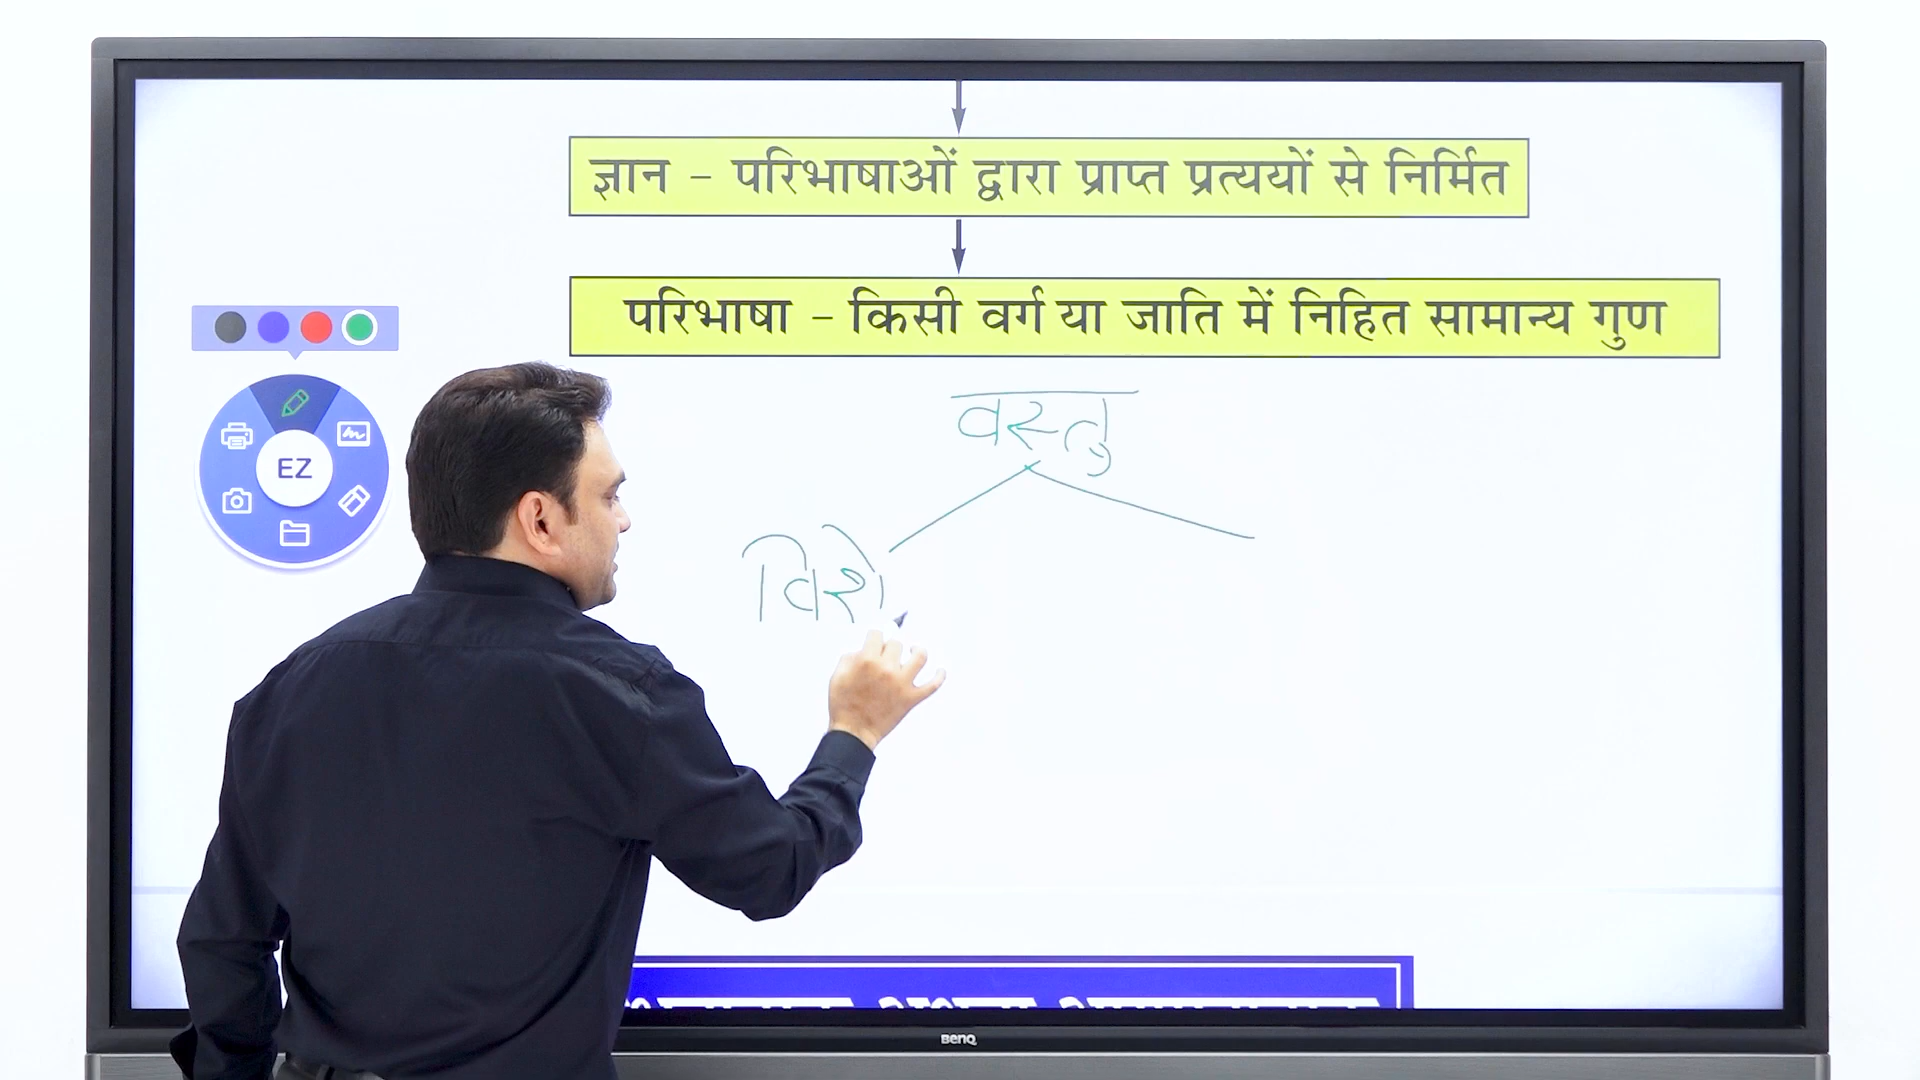 ज्ञान - परिभाषाओं द्वारा प्राप्त प्रत्ययों से निर्मित
परिभाषा - किसी वर्ग या जाति में निहित सामान्य गुण
वस्तु
EZ
BenQ